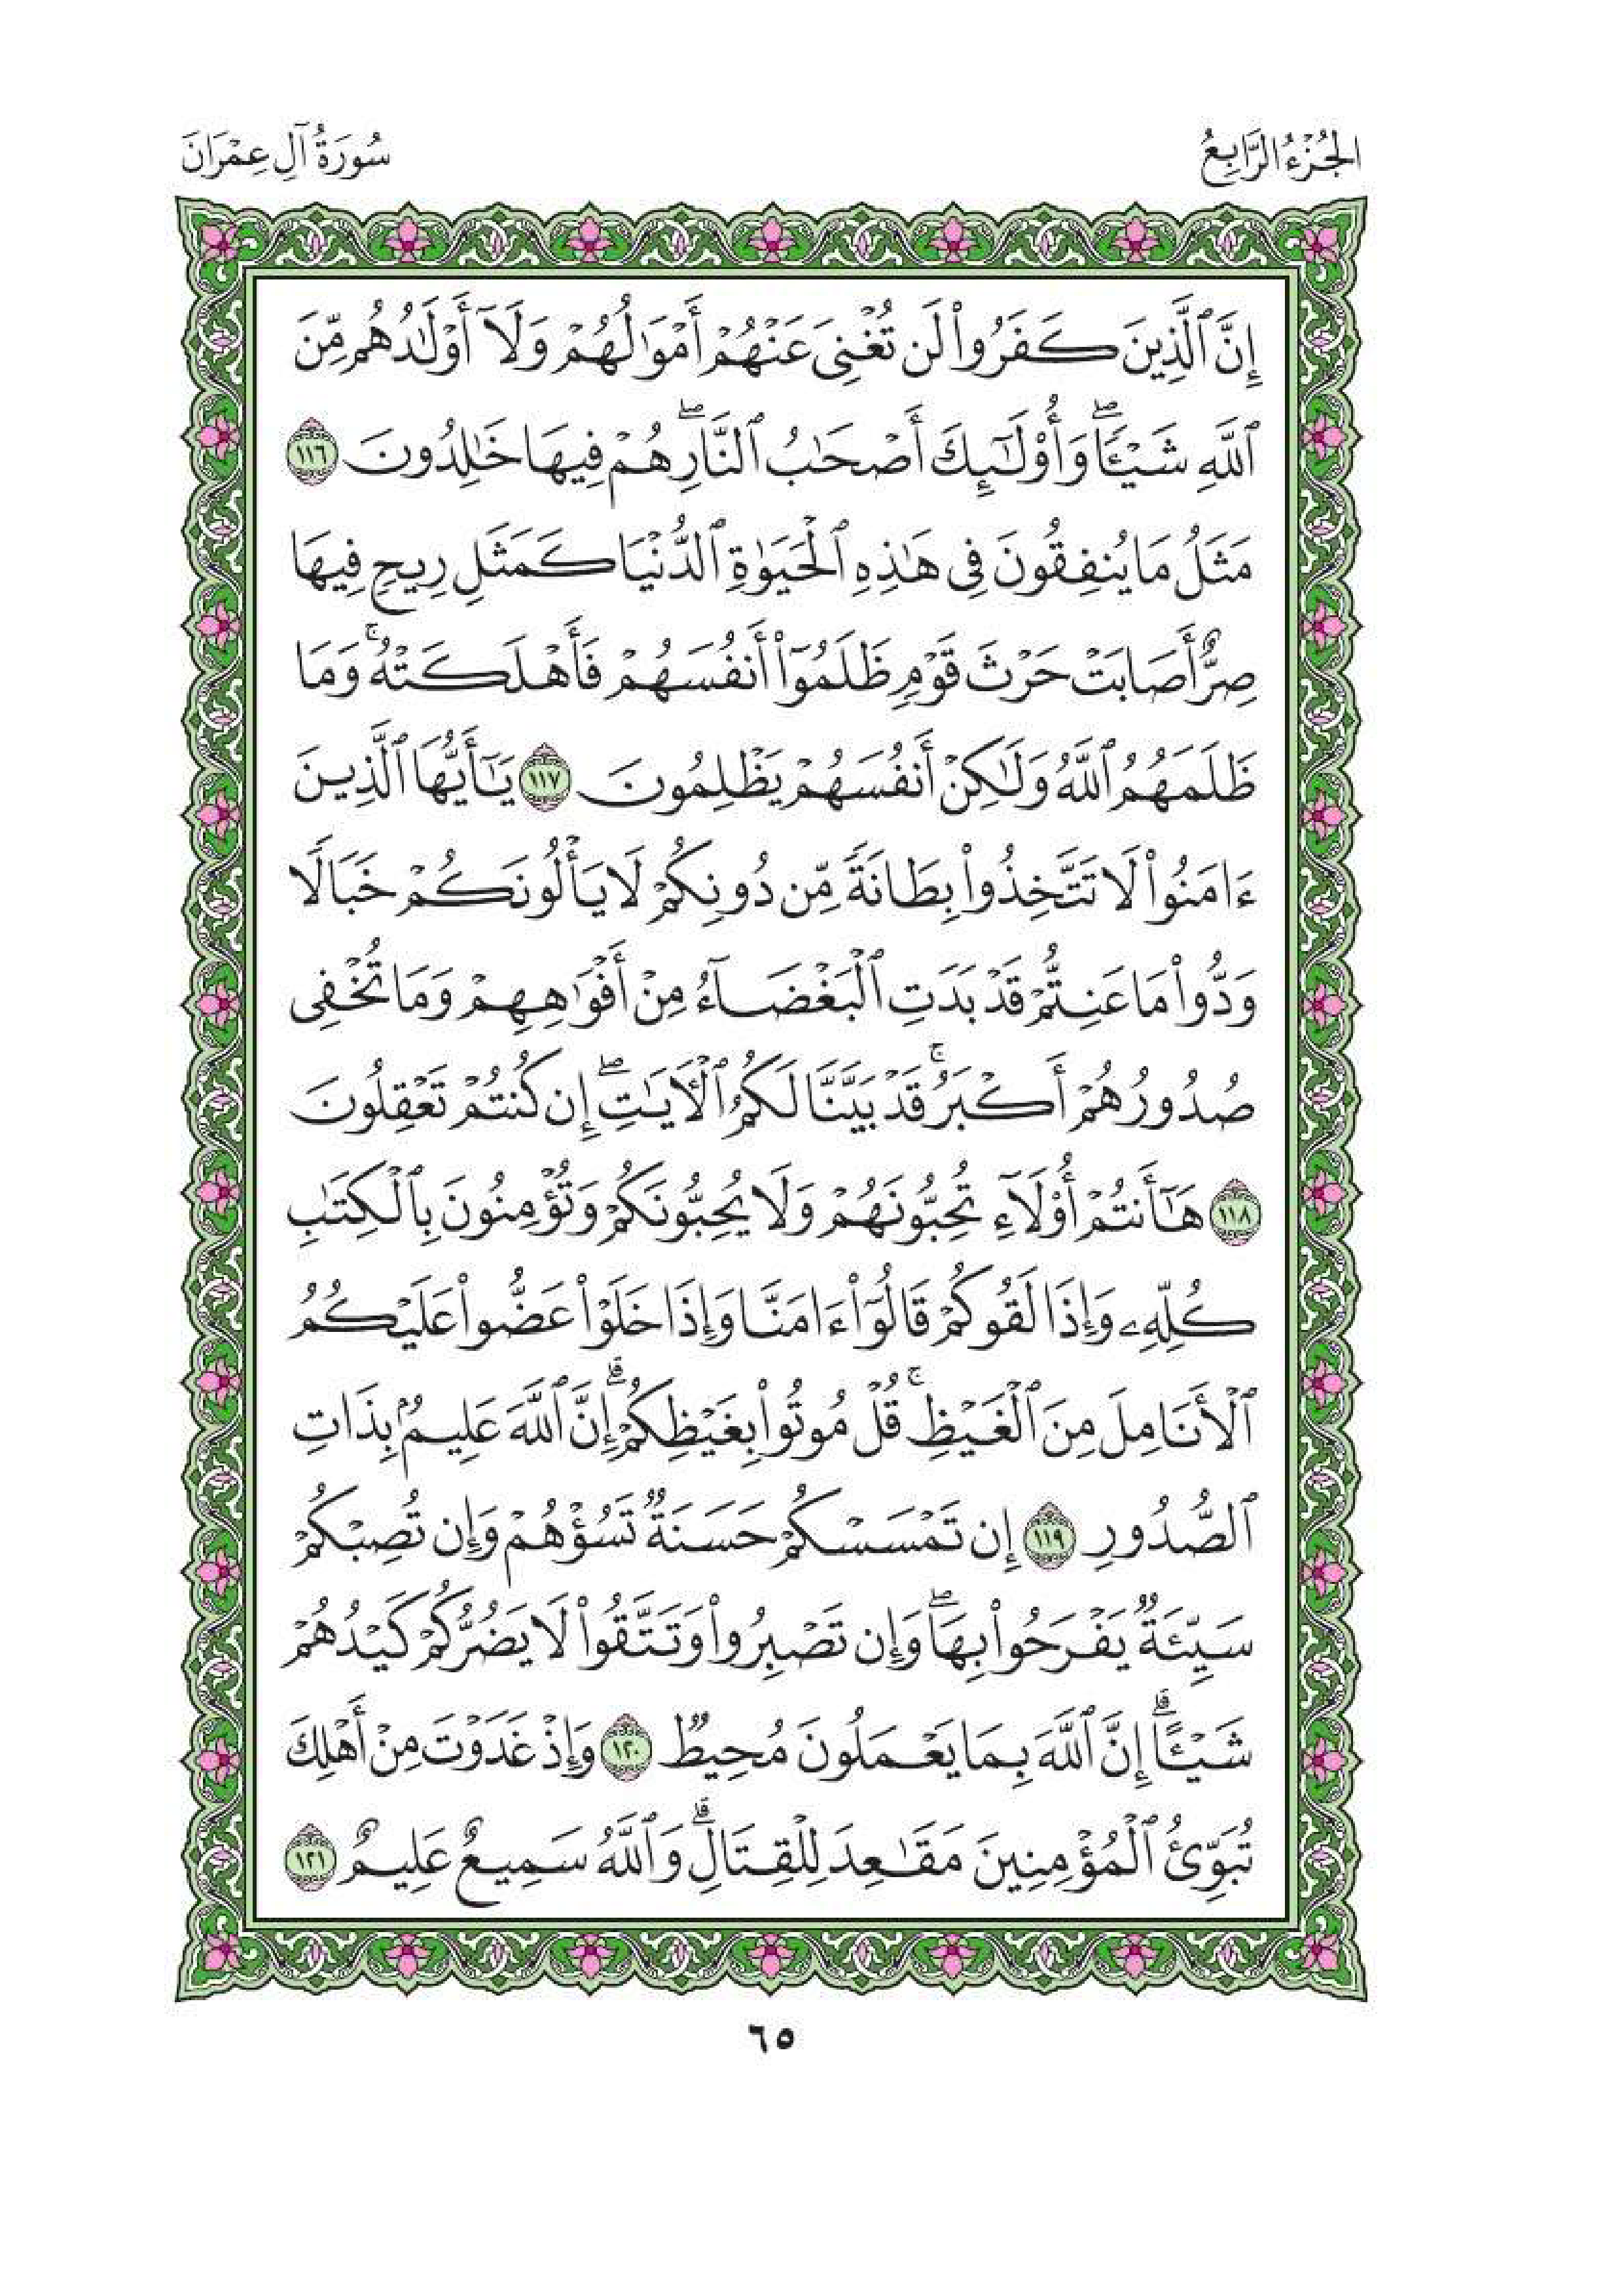 الجُزْءُ الرَّابِعُ
سُورَةُ آلِ عِمْرَانَ
إِنَّ ٱلَّذِينَ كَفَرُوا۟ لَن تُغْنِىَ عَنْهُمْ أَمْوَٰلُهُمْ وَلَآ أَوْلَٰدُهُم مِّنَ
ٱللَّهِ شَيْـًٔا ۖ وَأُو۟لَٰٓئِكَ أَصْحَٰبُ ٱلنَّارِ ۖ هُمْ فِيهَا خَٰلِدُونَ ١١٦
مَثَلُ مَا يُنفِقُونَ فِى هَٰذِهِ ٱلْحَيَوٰةِ ٱلدُّنْيَا كَمَثَلِ رِيحٍ فِيهَا
صِرٌّ أَصَابَتْ حَرْثَ قَوْمٍ ظَلَمُوٓا۟ أَنفُسَهُمْ فَأَهْلَكَتْهُ ۚ وَمَا
ظَلَمَهُمُ ٱللَّهُ وَلَٰكِنْ أَنفُسَهُمْ يَظْلِمُونَ ١١٧ يَٰٓأَيُّهَا ٱلَّذِينَ
ءَامَنُوا۟ لَا تَتَّخِذُوا۟ بِطَانَةً مِّن دُونِكُمْ لَا يَأْلُونَكُمْ خَبَالًا
وَدُّوا۟ مَا عَنِتُّمْ قَدْ بَدَتِ ٱلْبَغْضَآءُ مِنْ أَفْوَٰهِهِمْ وَمَا تُخْفِى
صُدُورُهُمْ أَكْبَرُ ۚ قَدْ بَيَّنَّا لَكُمُ ٱلْءَايَٰتِ ۖ إِن كُنتُمْ تَعْقِلُونَ
١١٨ هَٰٓأَنتُمْ أُو۟لَآءِ تُحِبُّونَهُمْ وَلَا يُحِبُّونَكُمْ وَتُؤْمِنُونَ بِٱلْكِتَٰبِ
كُلِّهِۦ وَإِذَا لَقُوكُمْ قَالُوٓا۟ ءَامَنَّا وَإِذَا خَلَوْا۟ عَضُّوا۟ عَلَيْكُمُ
ٱلْأَنَامِلَ مِنَ ٱلْغَيْظِ ۚ قُلْ مُوتُوا۟ بِغَيْظِكُمْ ۗ إِنَّ ٱللَّهَ عَلِيمٌۢ بِذَاتِ
ٱلصُّدُورِ ١١٩ إِن تَمْسَسْكُمْ حَسَنَةٌ تَسُؤْهُمْ وَإِن تُصِبْكُمْ
سَيِّئَةٌ يَفْرَحُوا۟ بِهَا ۖ وَإِن تَصْبِرُوا۟ وَتَتَّقُوا۟ لَا يَضُرُّكُمْ كَيْدُهُمْ
شَيْـًٔا ۗ إِنَّ ٱللَّهَ بِمَا يَعْمَلُونَ مُحِيطٌ ١٢٠ وَإِذْ غَدَوْتَ مِنْ أَهْلِكَ
تُبَوِّئُ ٱلْمُؤْمِنِينَ مَقَٰعِدَ لِلْقِتَالِ ۗ وَٱللَّهُ سَمِيعٌ عَلِيمٌ ١٢١
٦٥